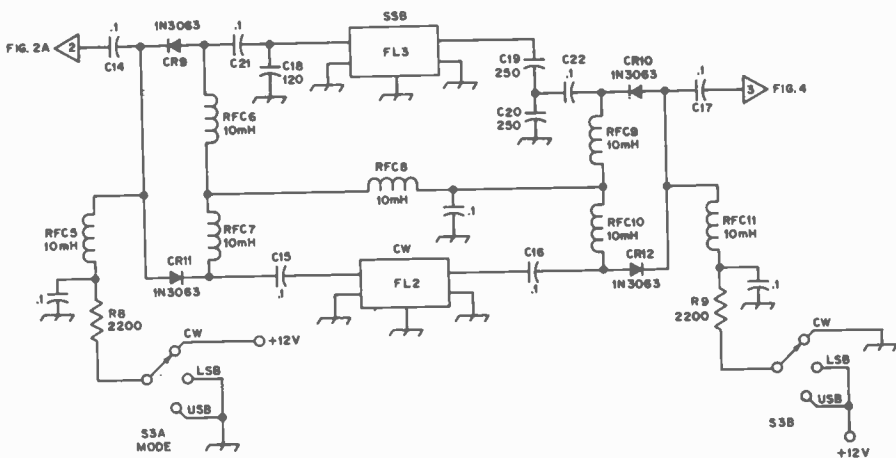 FIG. 2A
2
.1
C14
1N3063
CR9
.1
C21
C18
120
SSB
FL3
C19
250
C20
250
C22
.1
CR10
1N3063
.1
C17
3
FIG. 4
RFC6
10mH
RFC9
10mH
RFC8
10mH
.1
RFC5
10mH
RFC7
10mH
RFC10
10mH
RFC11
10mH
CR11
1N3063
C15
.1
CW
FL2
C16
.1
CR12
1N3063
.1
R8
2200
.1
R9
2200
CW
+12V
LSB
USB
S3A
MODE
CW
LSB
USB
S3B
+12V